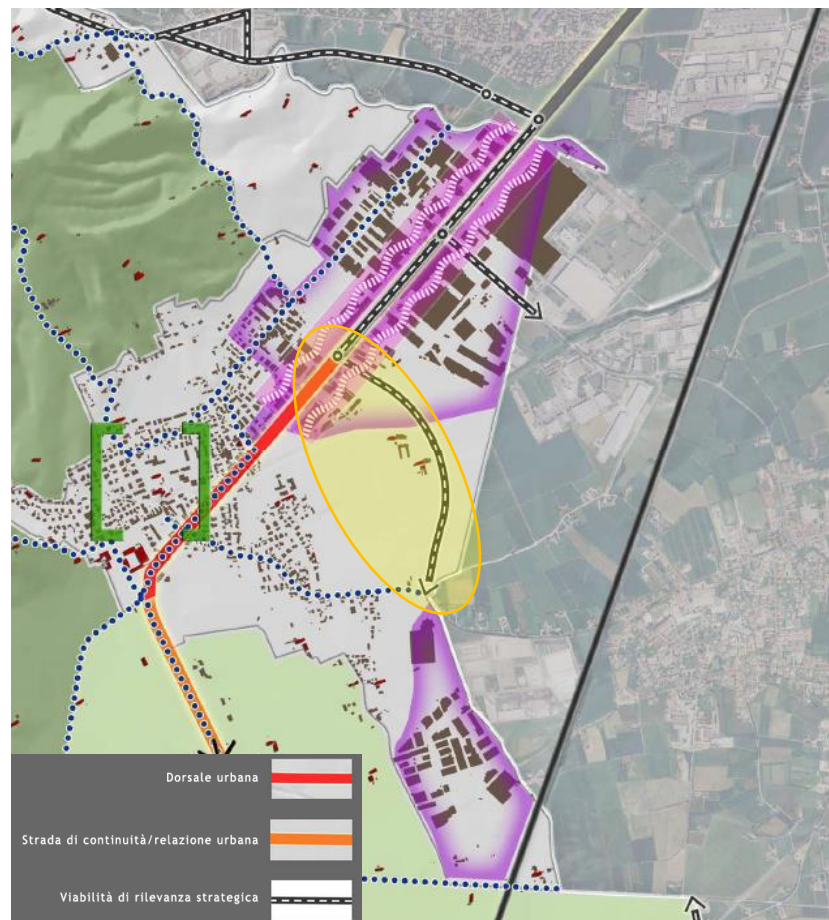 Dorsale urbana
Strada di continuità/relazione urbana
Viabilità di rilevanza strategica